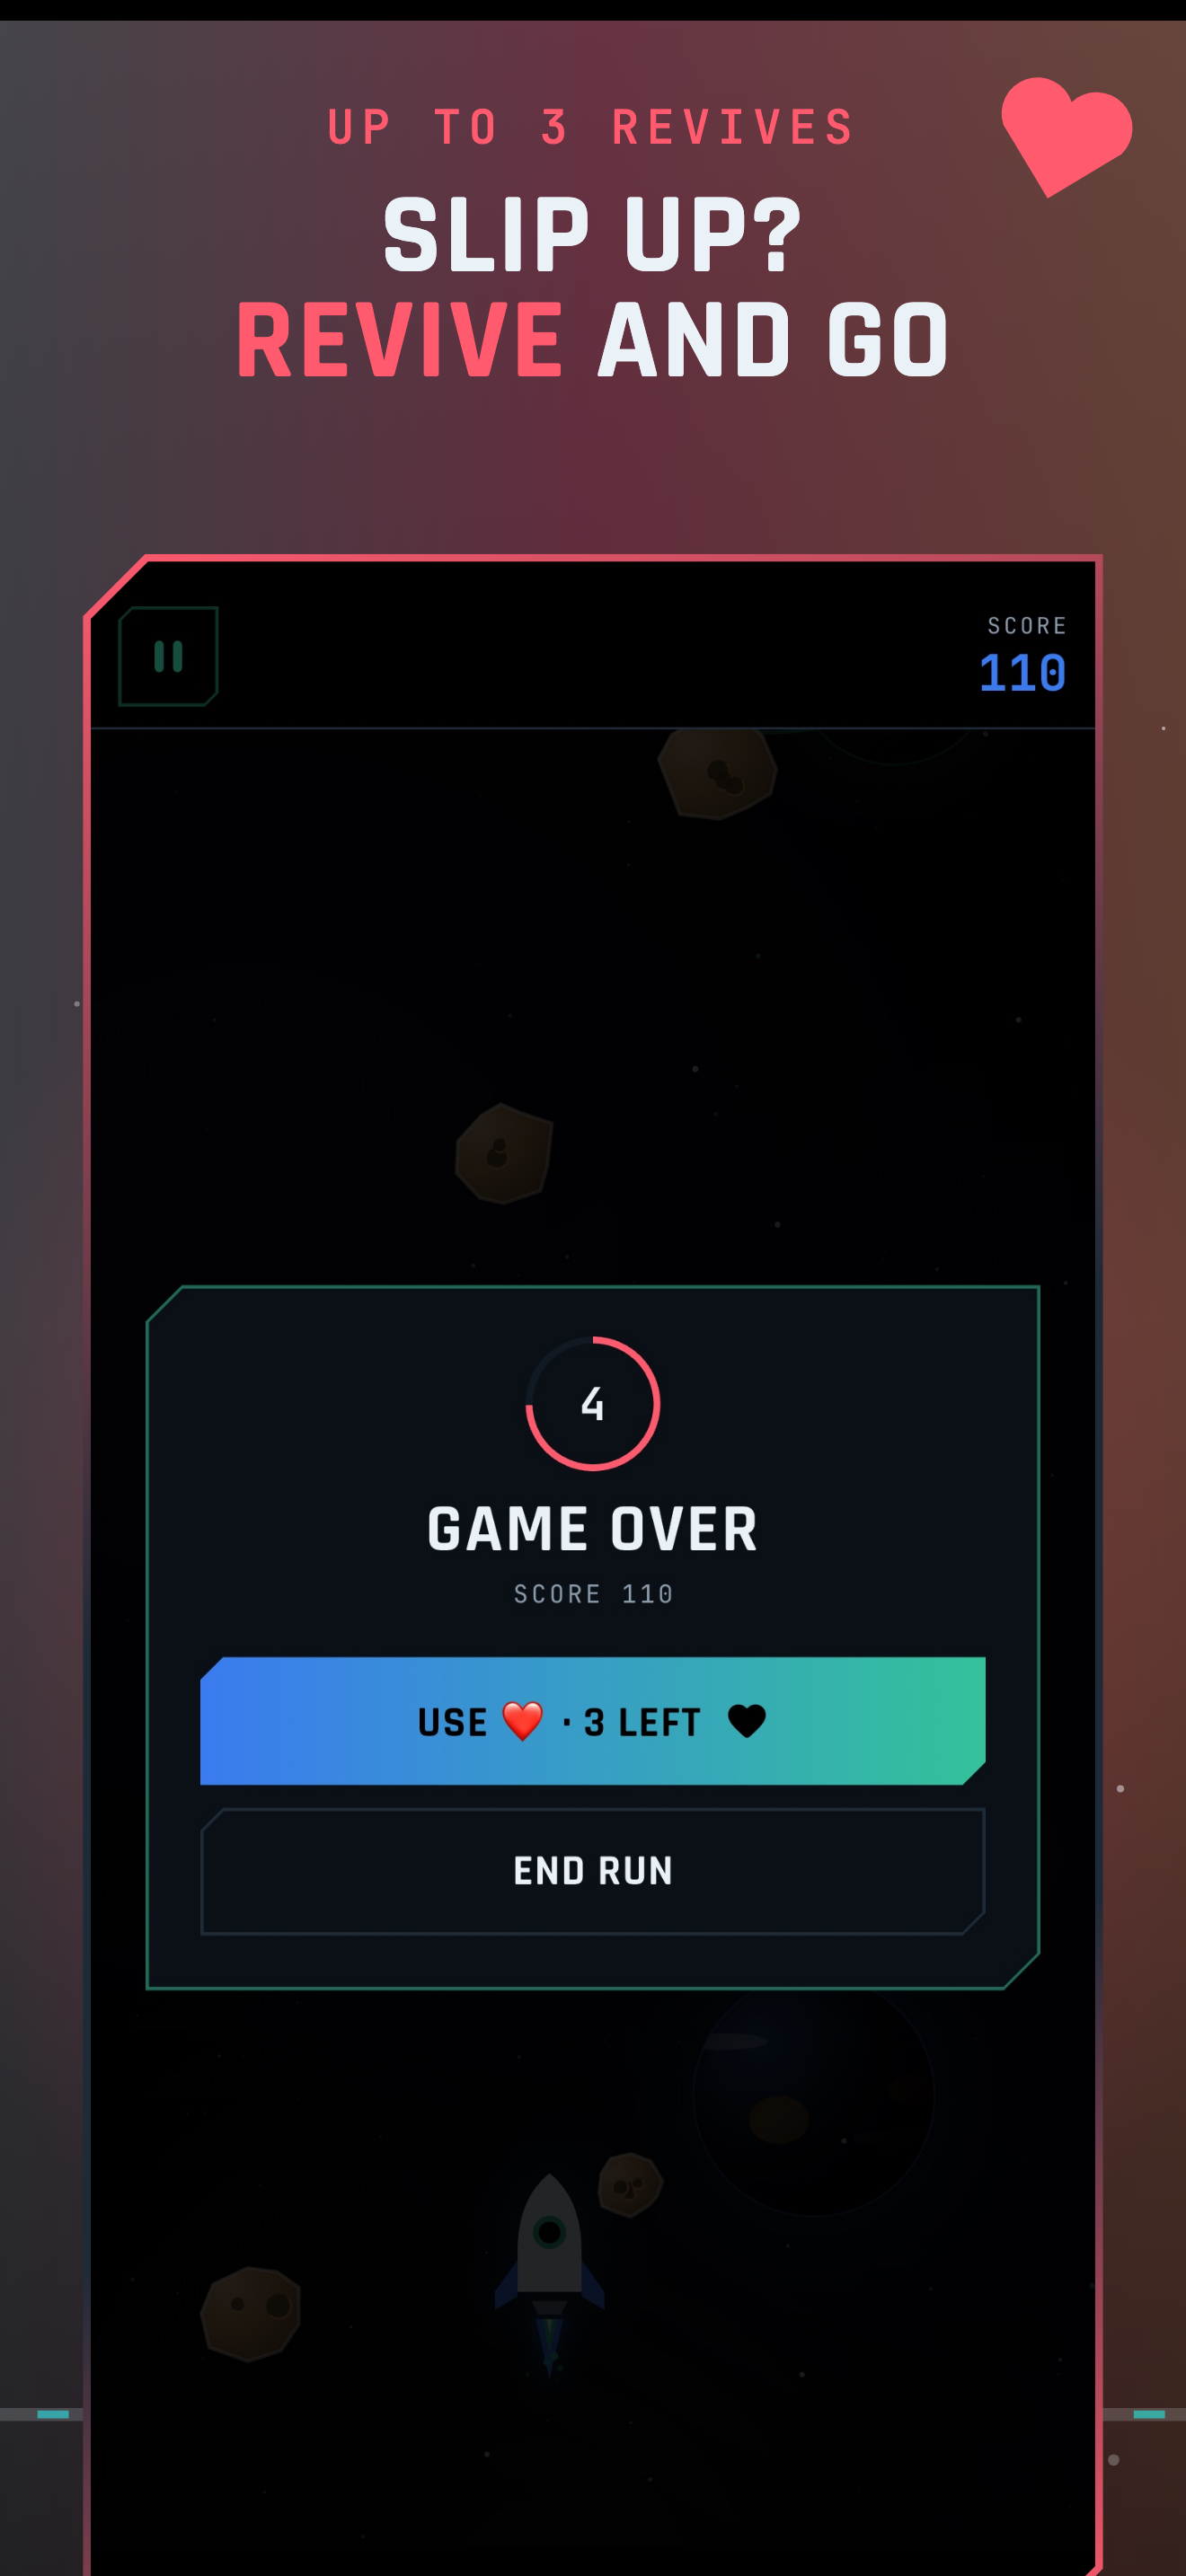 UP TO 3 REVIVES
SLIP UP?
REVIVE AND GO
SCORE
110
4
GAME OVER
SCORE 110
USE ❤️ · 3 LEFT 🖤
END RUN